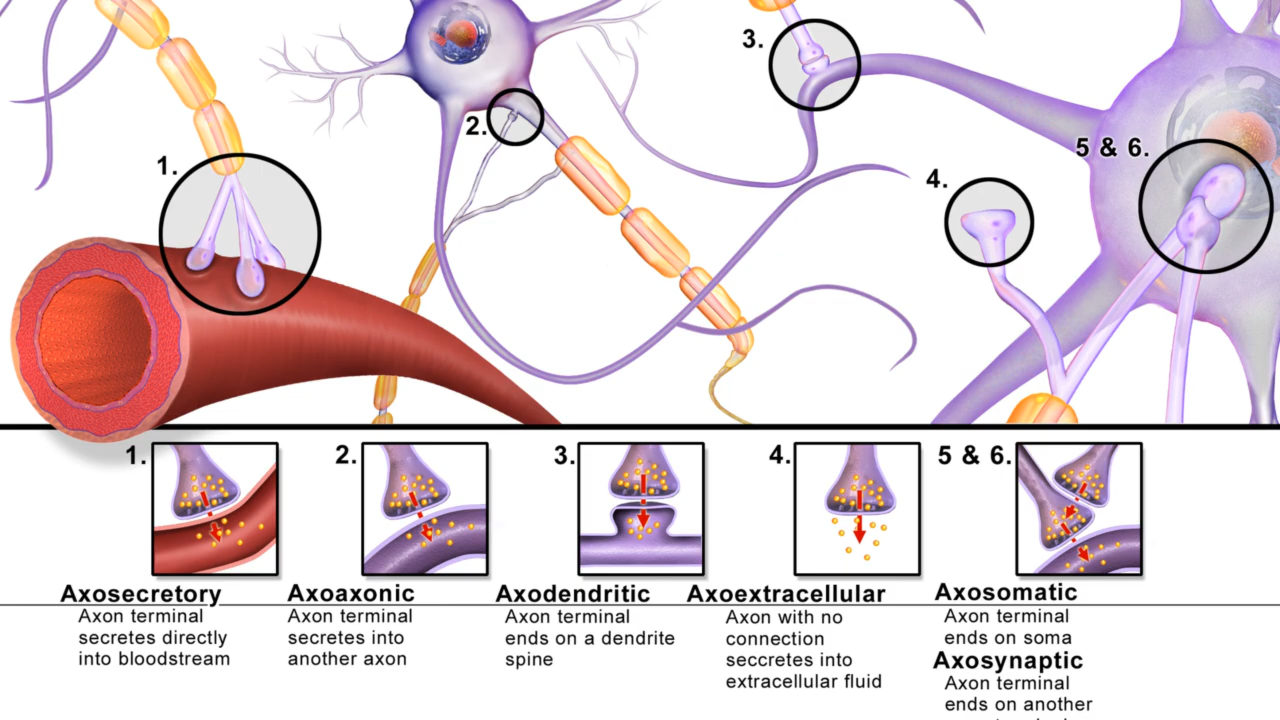 3.
2.
5 & 6.
1.
4.
1.
2.
3.
4.
5 & 6.
Axosecretory
Axon terminal
secretes directly
into bloodstream
Axoaxonic
Axon terminal
secretes into
another axon
Axodendritic
Axon terminal
ends on a dendrite
spine
Axoextracellular
Axon with no
connection
seccretes into
extracellular fluid
Axosomatic
Axon terminal
ends on soma
Axosynaptic
Axon terminal
ends on another